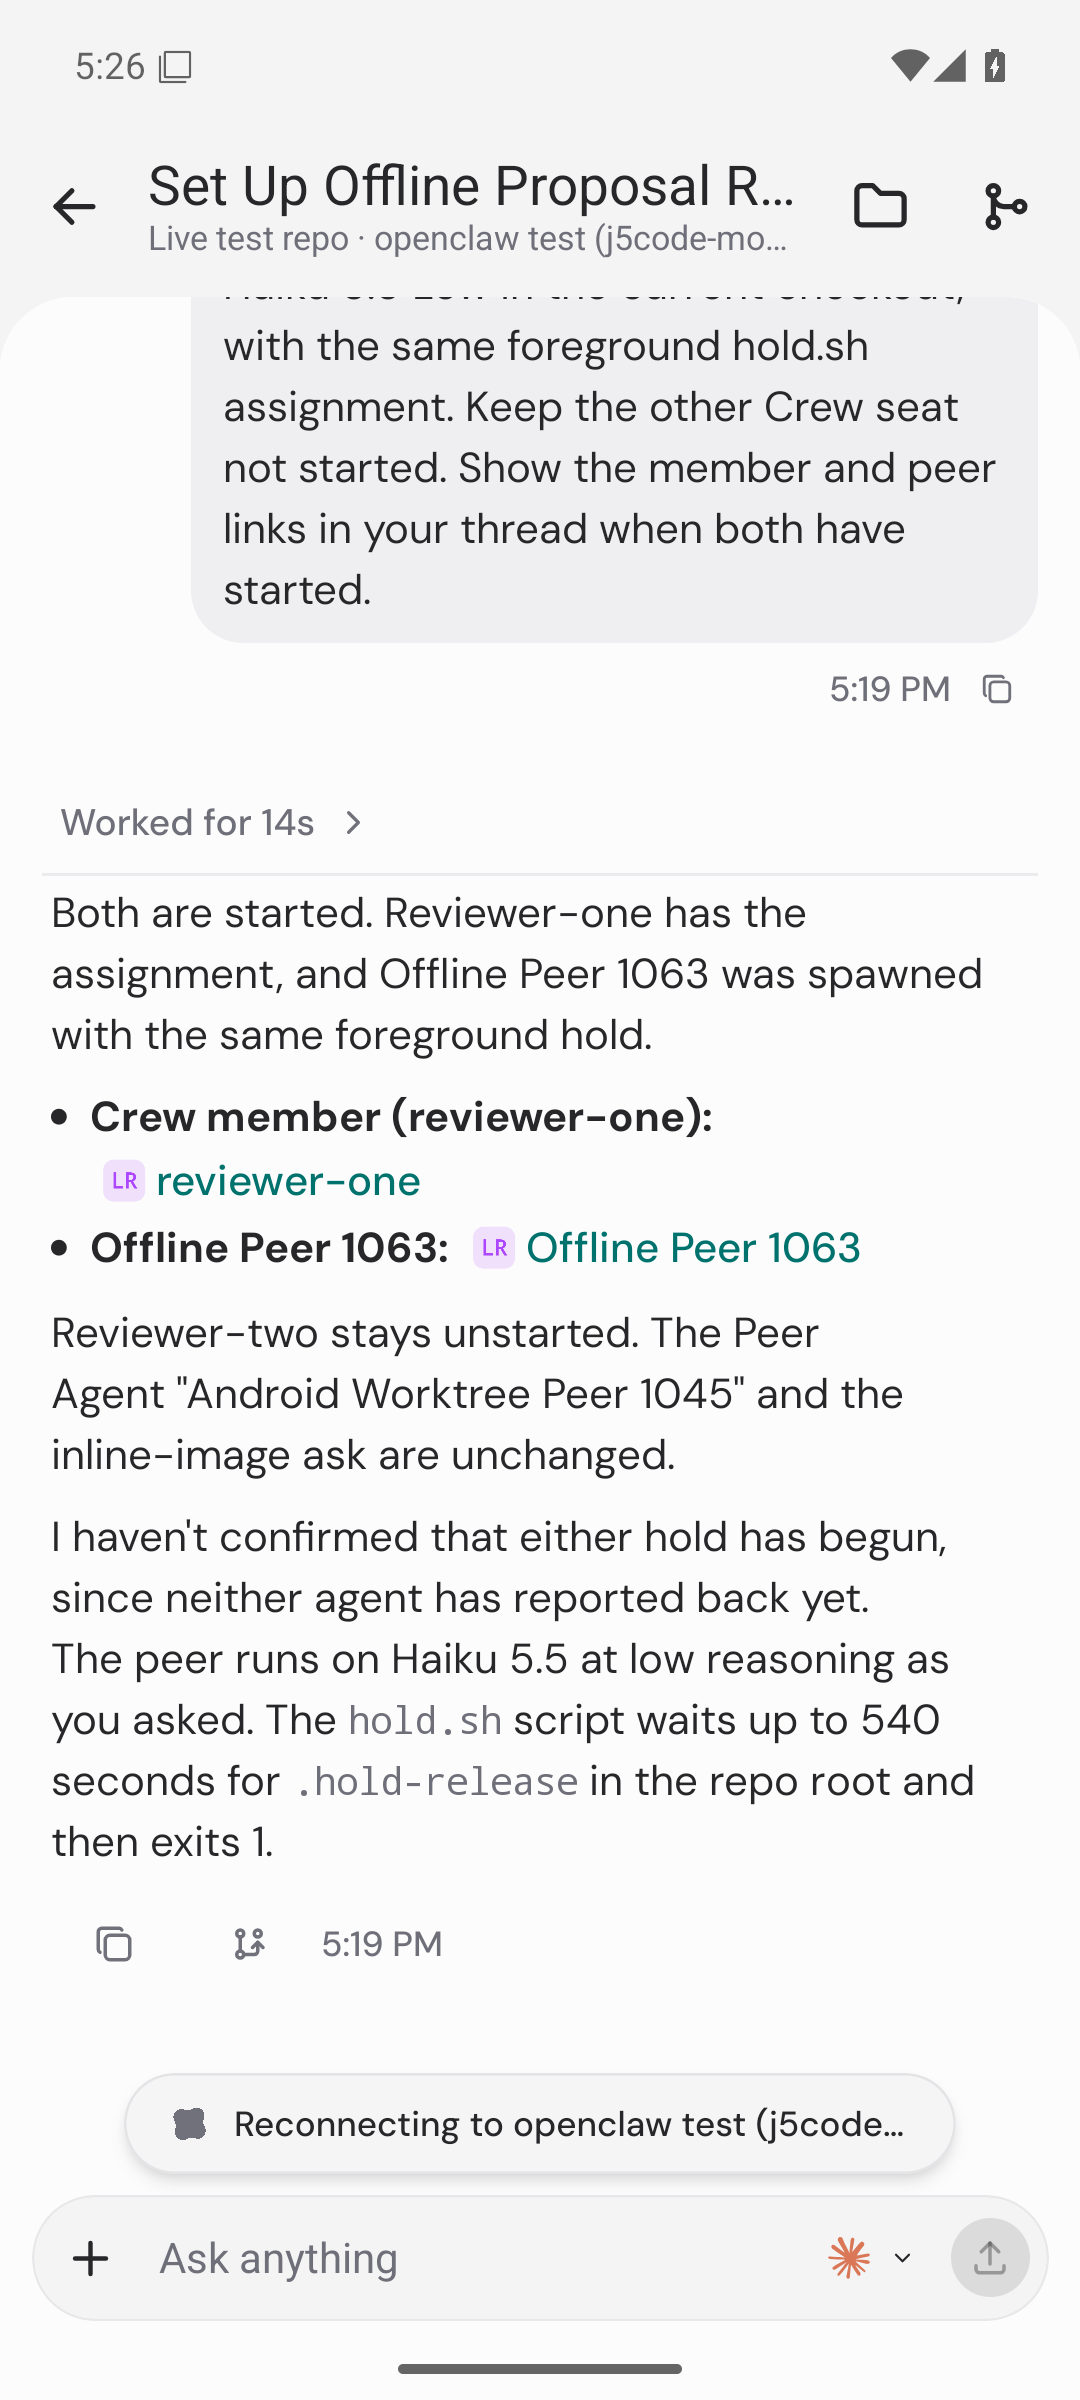 5:26
Set Up Offline Proposal R...
Live test repo · openclaw test (j5code-mo...
with the same foreground hold.sh
assignment. Keep the other Crew seat
not started. Show the member and peer
links in your thread when both have
started.
5:19 PM
Worked for 14s
Both are started. Reviewer-one has the
assignment, and Offline Peer 1063 was spawned
with the same foreground hold.
• Crew member (reviewer-one):
LR reviewer-one
• Offline Peer 1063: LR Offline Peer 1063
Reviewer-two stays unstarted. The Peer
Agent "Android Worktree Peer 1045" and the
inline-image ask are unchanged.
I haven't confirmed that either hold has begun,
since neither agent has reported back yet.
The peer runs on Haiku 5.5 at low reasoning as
you asked. The hold.sh script waits up to 540
seconds for .hold-release in the repo root and
then exits 1.
5:19 PM
Reconnecting to openclaw test (j5code...
Ask anything